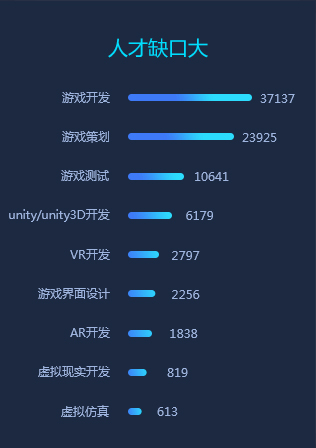 人才缺口大
游戏开发 37137
游戏策划 23925
游戏测试 10641
unity/unity3D开发 6179
VR开发 2797
游戏界面设计 2256
AR开发 1838
虚拟现实开发 819
虚拟仿真 613